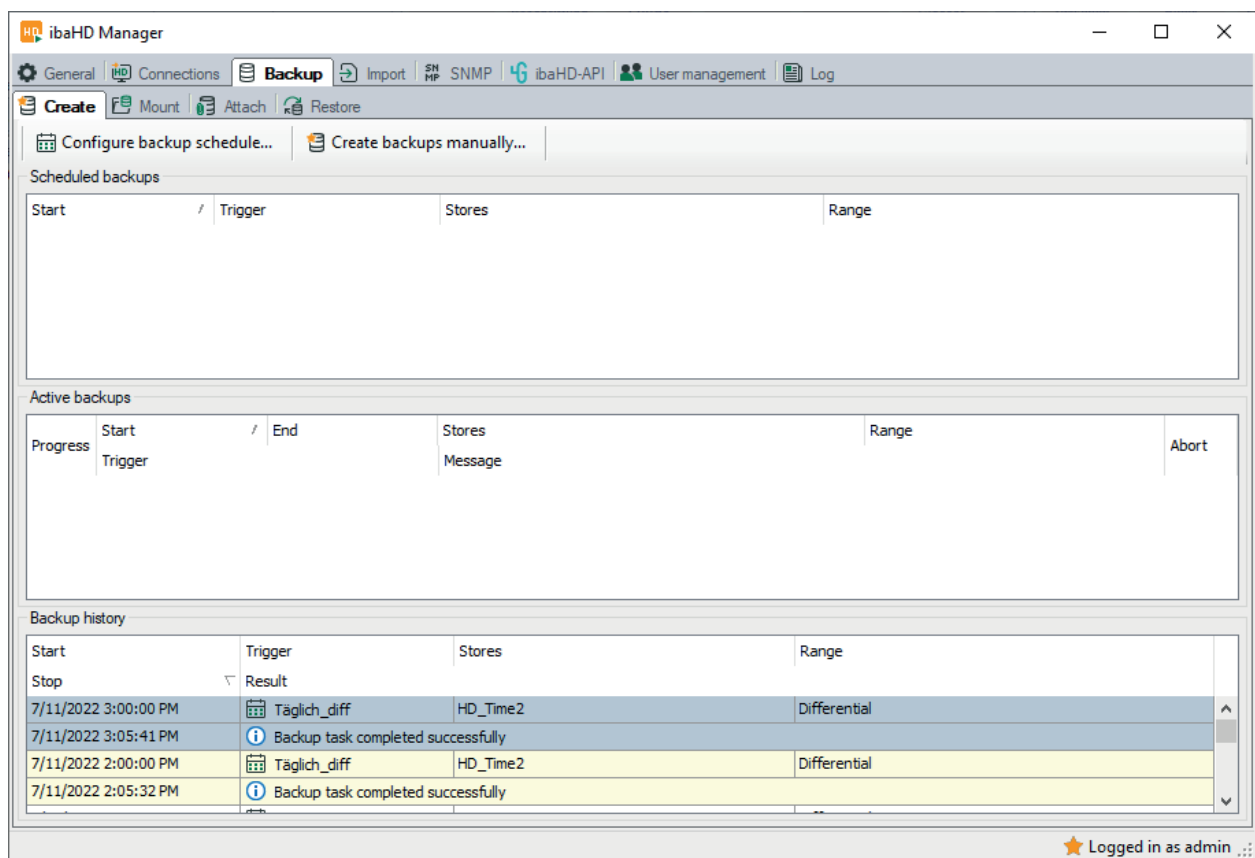 ibaHD Manager
General Connections Backup Import SNMP ibaHD-API User management Log
Create Mount Attach Restore
Configure backup schedule... Create backups manually...
Scheduled backups
Start Trigger Stores Range
Active backups
Progress Start End Stores Range Abort
Trigger Message
Backup history
Start Trigger Stores Range
Stop Result
7/11/2022 3:00:00 PM Täglich_diff HD_Time2 Differential
7/11/2022 3:05:41 PM Backup task completed successfully
7/11/2022 2:00:00 PM Täglich_diff HD_Time2 Differential
7/11/2022 2:05:32 PM Backup task completed successfully
Logged in as admin